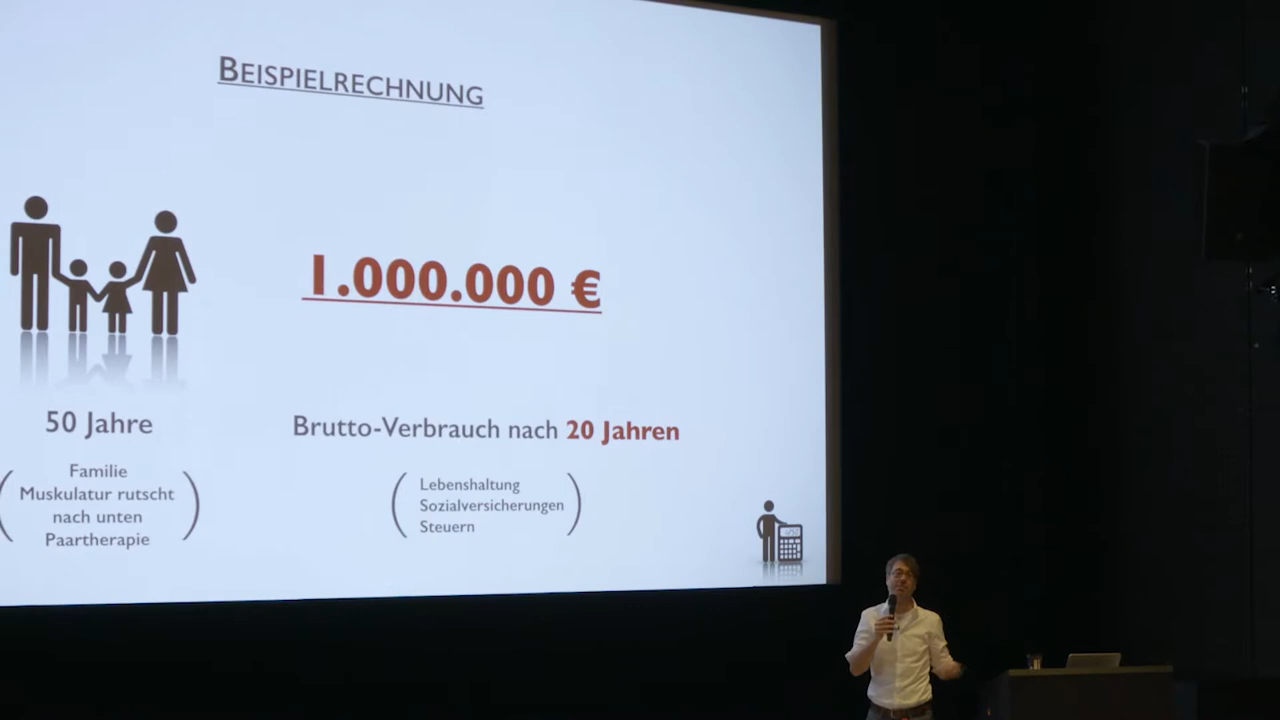 BEISPIELRECHNUNG
1.000.000 €
50 Jahre
Familie
Muskulatur rutscht
nach unten
Paartherapie
Brutto-Verbrauch nach 20 Jahren
Lebenshaltung
Sozialversicherungen
Steuern